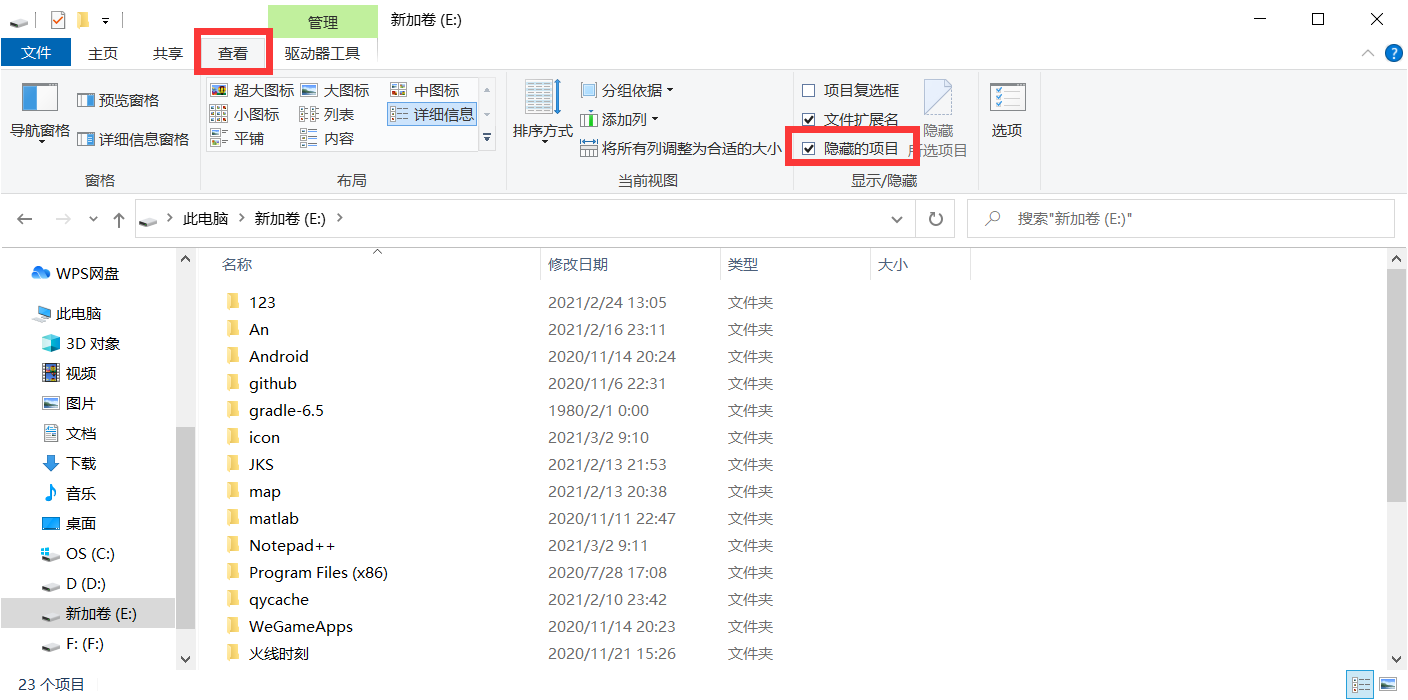 管理 新加卷 (E:)
文件 主页 共享 查看 驱动器工具
导航窗格
预览窗格
详细信息窗格
窗格
超大图标 大图标 中图标
小图标 列表 详细信息
平铺 内容
布局
排序方式
分组依据
添加列
将所有列调整为合适的大小
当前视图
项目复选框
文件扩展名
隐藏的项目
隐藏
所选项目
显示/隐藏
选项
此电脑 新加卷 (E:)
搜索"新加卷 (E:)"
WPS网盘
此电脑
3D 对象
视频
图片
文档
下载
音乐
桌面
OS (C:)
D (D:)
新加卷 (E:)
F: (F:)
名称 修改日期 类型 大小
123 2021/2/24 13:05 文件夹
An 2021/2/16 23:11 文件夹
Android 2020/11/14 20:24 文件夹
github 2020/11/6 22:31 文件夹
gradle-6.5 1980/2/1 0:00 文件夹
icon 2021/3/2 9:10 文件夹
JKS 2021/2/13 21:53 文件夹
map 2021/2/13 20:38 文件夹
matlab 2020/11/11 22:47 文件夹
Notepad++ 2021/3/2 9:11 文件夹
Program Files (x86) 2020/7/28 17:08 文件夹
qycache 2021/2/10 23:42 文件夹
WeGameApps 2020/11/14 20:23 文件夹
火线时刻 2020/11/21 15:26 文件夹
23 个项目